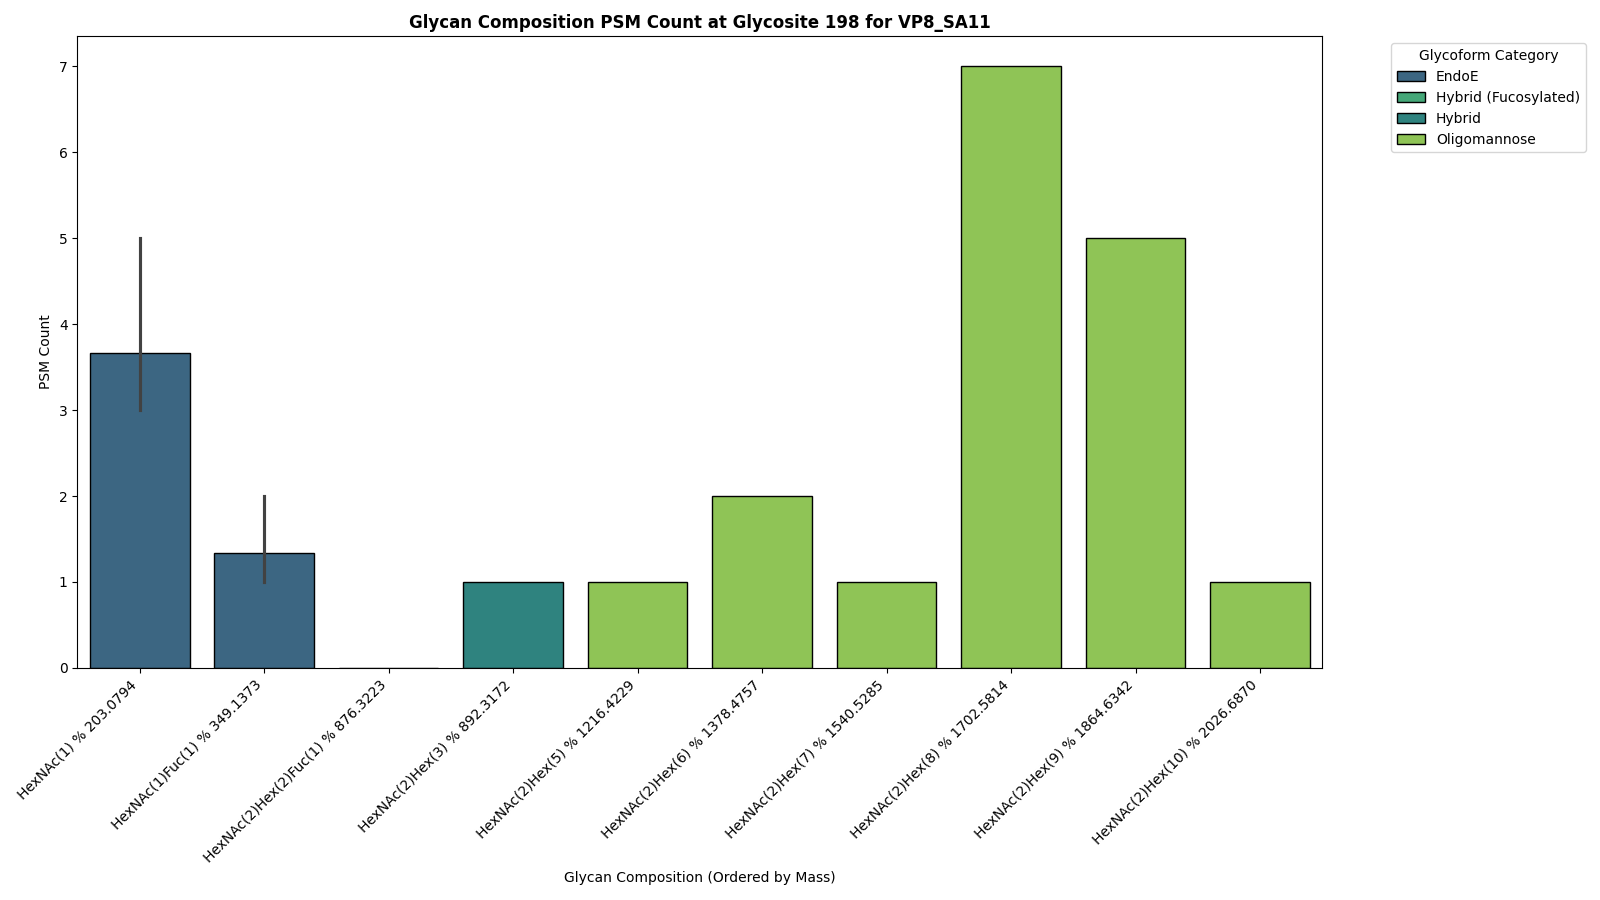 Glycan Composition PSM Count at Glycosite 198 for VP8_SA11
Glycoform Category
EndoE
Hybrid (Fucosylated)
Hybrid
Oligomannose
PSM Count
7
6
5
4
3
2
1
0
HexNAc(1) % 203.0794
HexNAc(1)Fuc(1) % 349.1373
HexNAc(2)Hex(2)Fuc(1) % 876.3223
HexNAc(2)Hex(3) % 892.3172
HexNAc(2)Hex(5) % 1216.4229
HexNAc(2)Hex(6) % 1378.4757
HexNAc(2)Hex(7) % 1540.5285
HexNAc(2)Hex(8) % 1702.5814
HexNAc(2)Hex(9) % 1864.6342
HexNAc(2)Hex(10) % 2026.6870
Glycan Composition (Ordered by Mass)